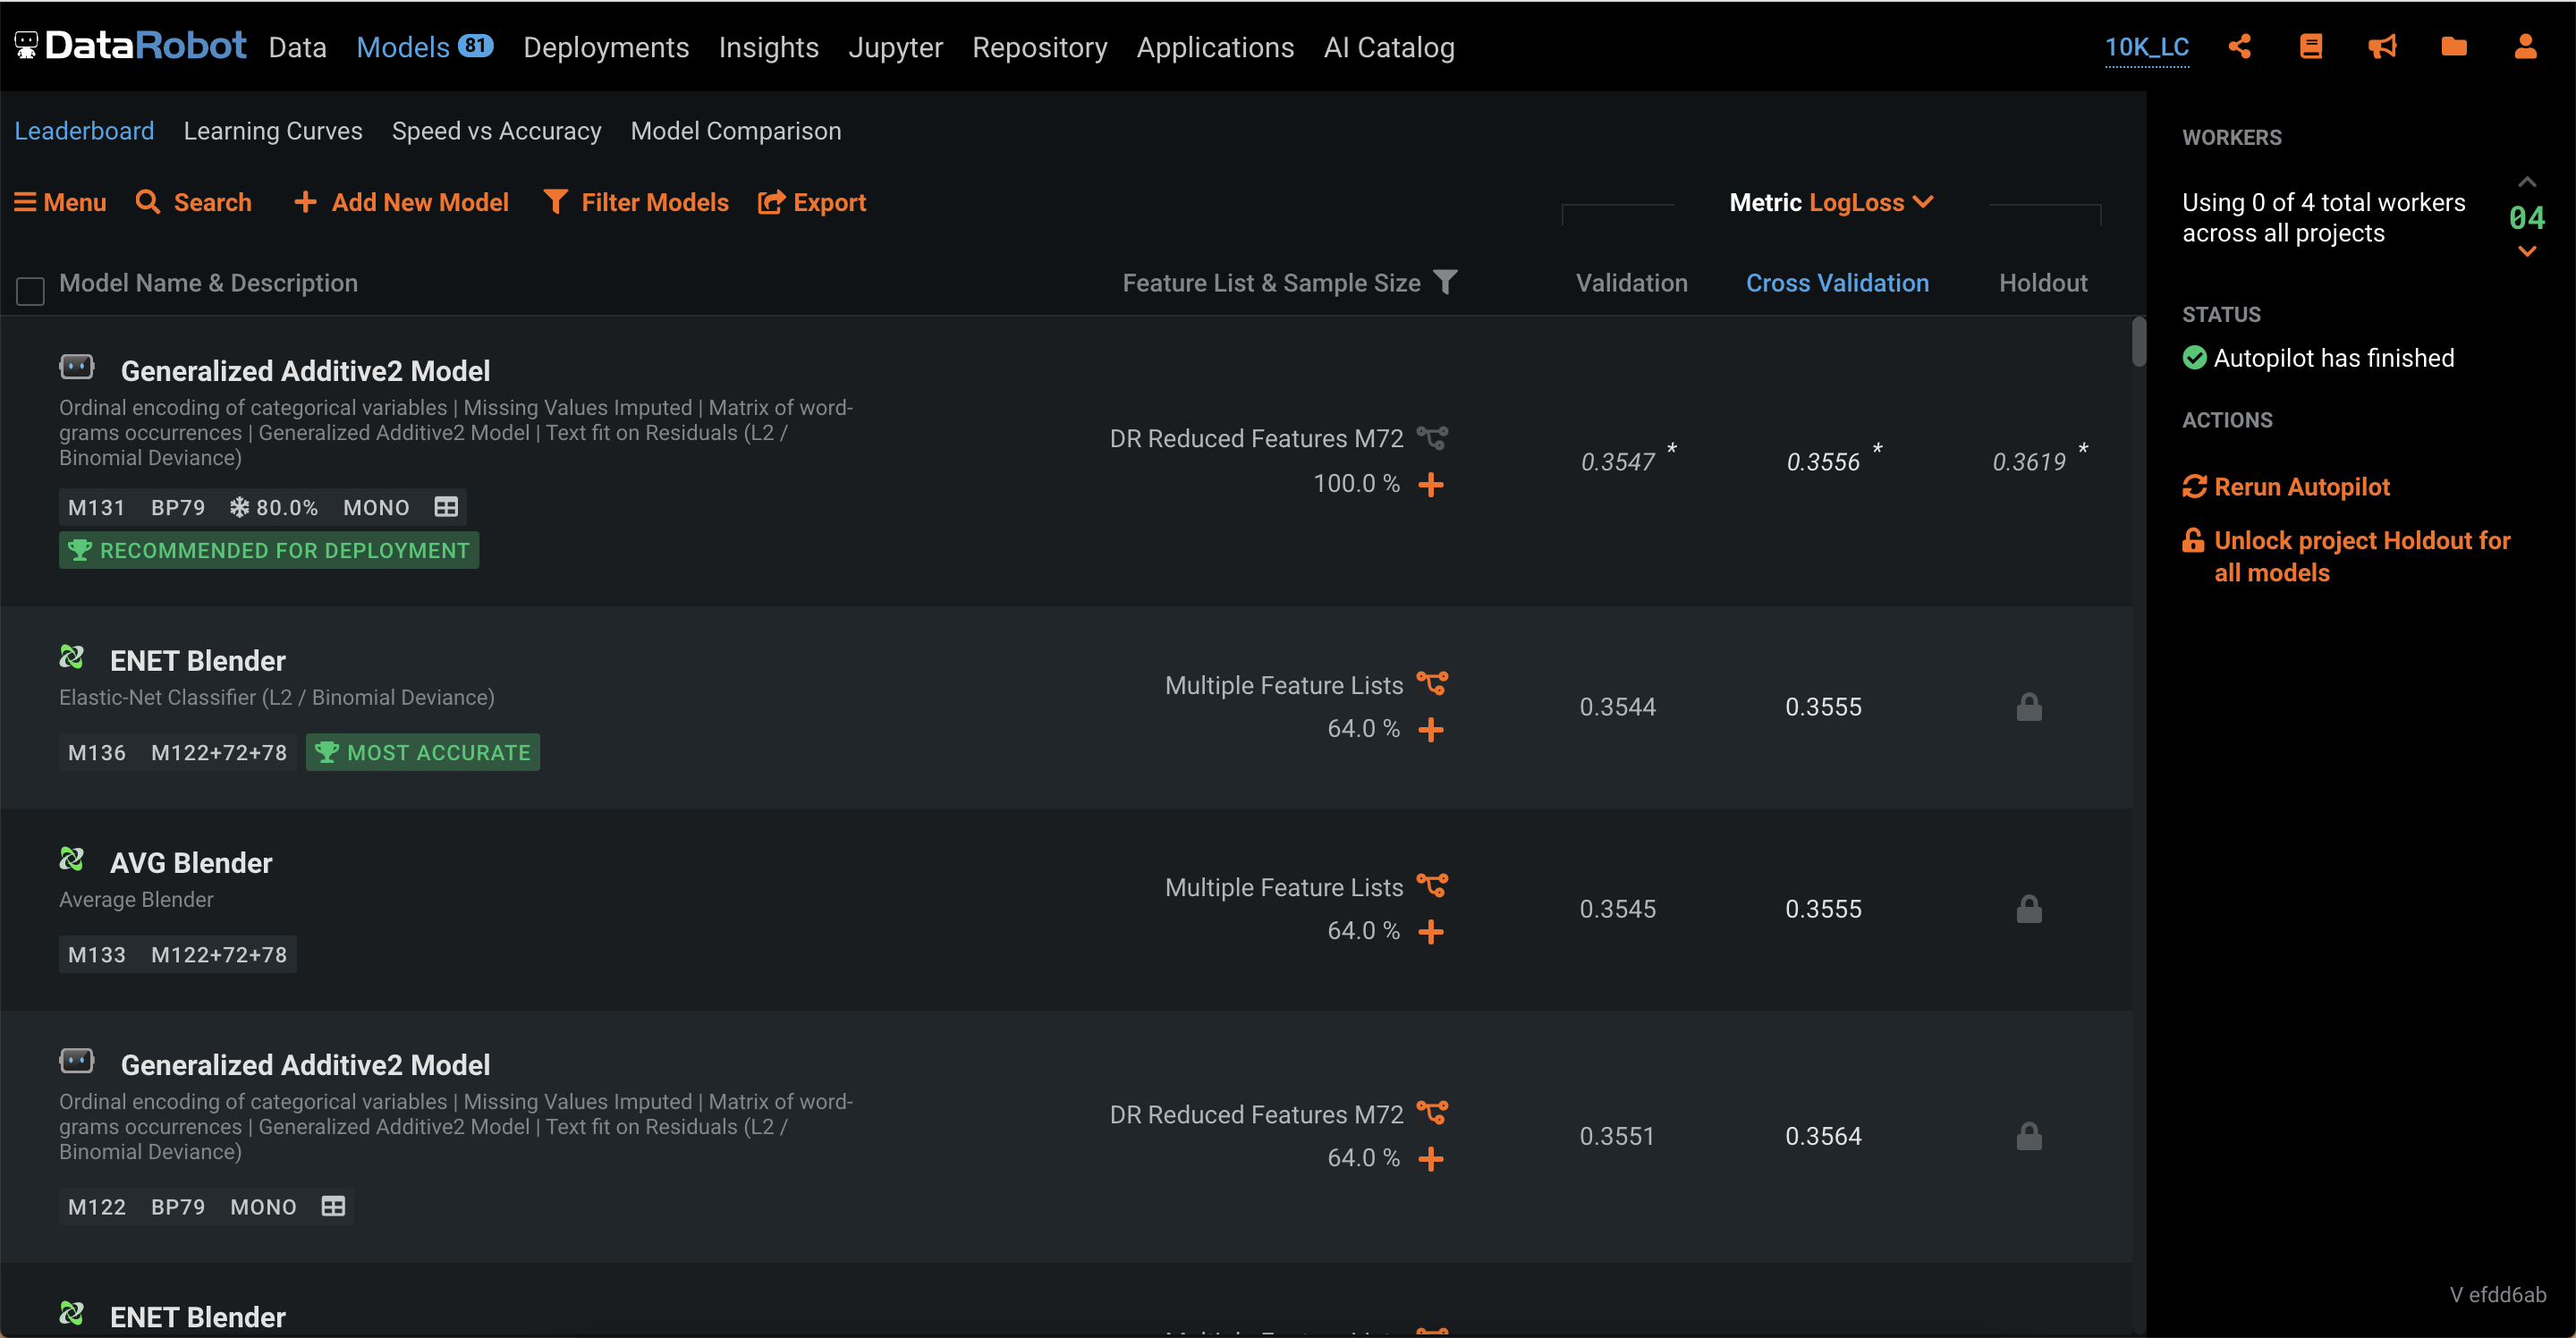 DataRobot Data Models 81 Deployments Insights Jupyter Repository Applications AI Catalog 10K_LC
Leaderboard Learning Curves Speed vs Accuracy Model Comparison
Menu Search + Add New Model Filter Models Export
Metric LogLoss
Model Name & Description Feature List & Sample Size Validation Cross Validation Holdout
Generalized Additive2 Model
Ordinal encoding of categorical variables | Missing Values Imputed | Matrix of word-
grams occurrences | Generalized Additive2 Model | Text fit on Residuals (L2 /
Binomial Deviance)
M131 BP79 80.0% MONO
RECOMMENDED FOR DEPLOYMENT
DR Reduced Features M72
100.0 % +
0.3547 * 0.3556 * 0.3619 *
ENET Blender
Elastic-Net Classifier (L2 / Binomial Deviance)
M136 M122+72+78 MOST ACCURATE
Multiple Feature Lists
64.0 % +
0.3544 0.3555
AVG Blender
Average Blender
M133 M122+72+78
Multiple Feature Lists
64.0 % +
0.3545 0.3555
Generalized Additive2 Model
Ordinal encoding of categorical variables | Missing Values Imputed | Matrix of word-
grams occurrences | Generalized Additive2 Model | Text fit on Residuals (L2 /
Binomial Deviance)
M122 BP79 MONO
DR Reduced Features M72
64.0 % +
0.3551 0.3564
ENET Blender
WORKERS
Using 0 of 4 total workers
across all projects
04
STATUS
Autopilot has finished
ACTIONS
Rerun Autopilot
Unlock project Holdout for
all models
V efdd6ab